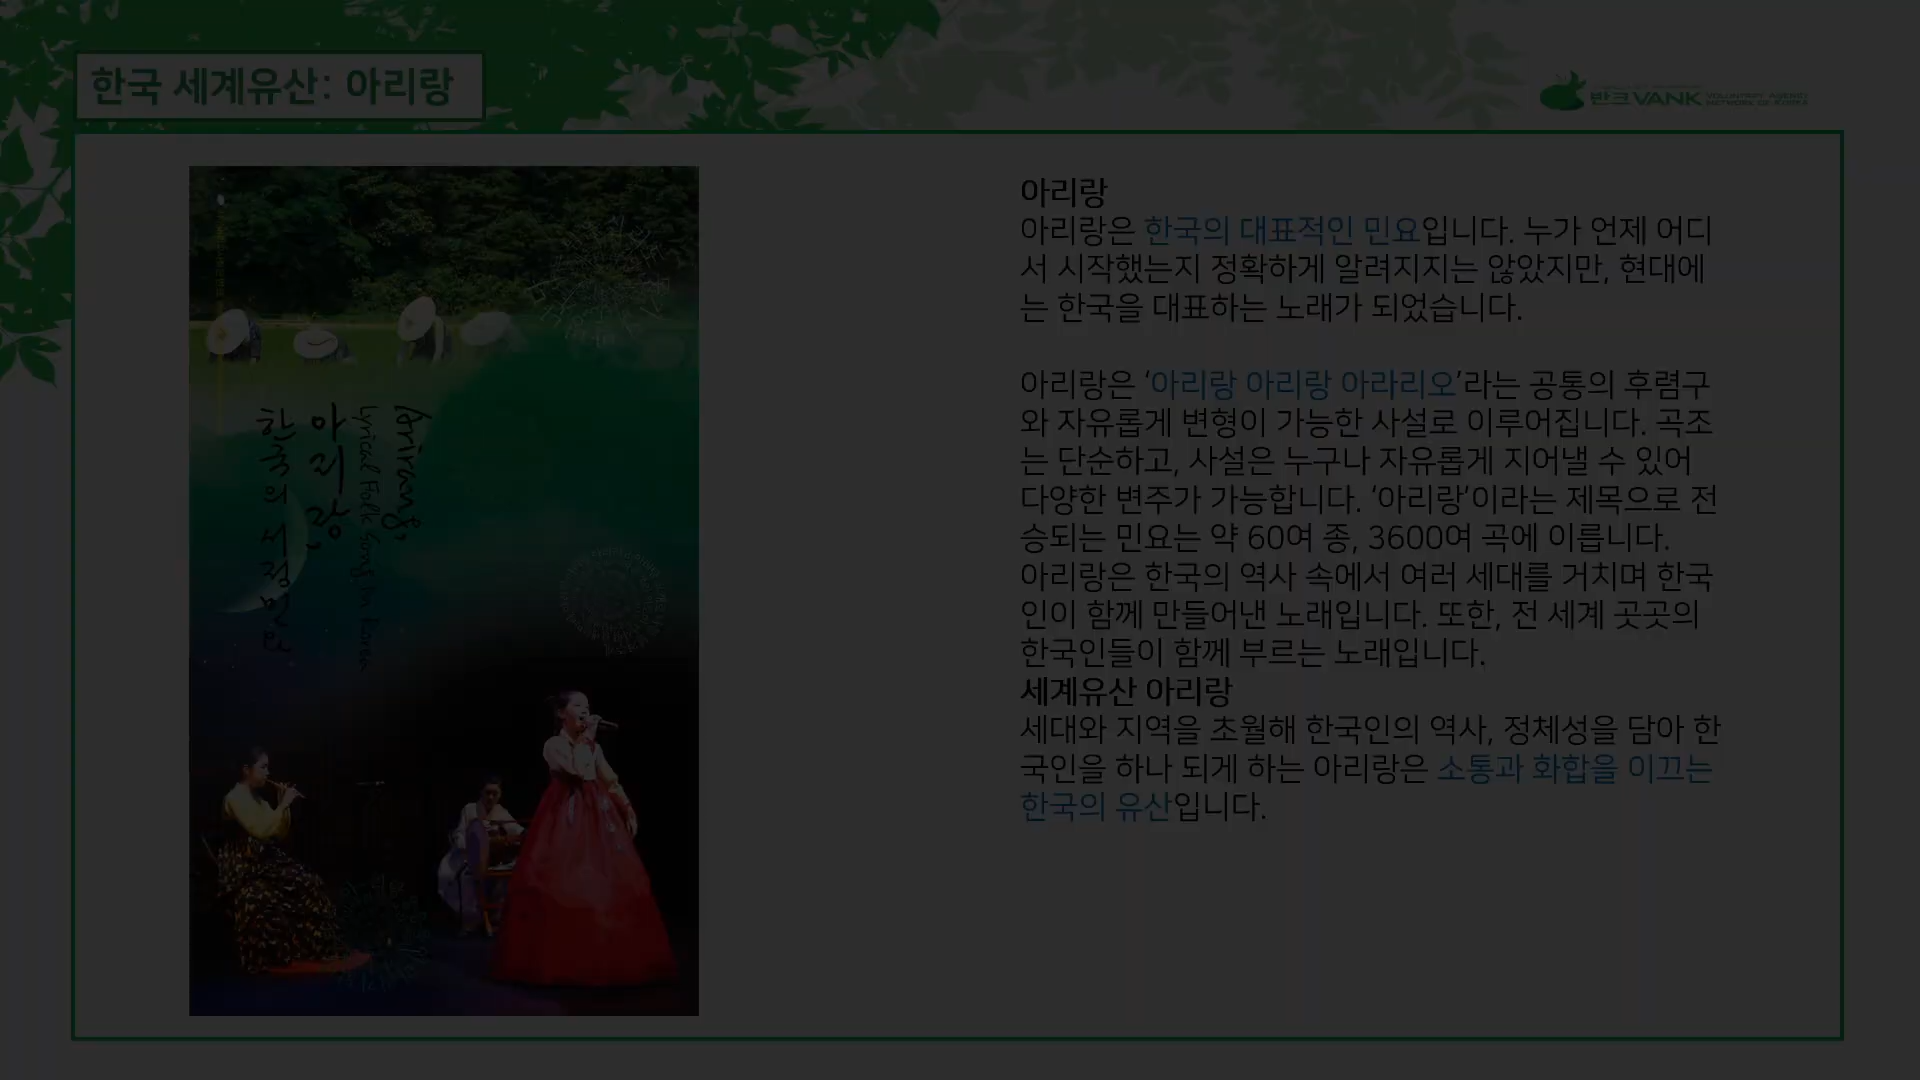 한국 세계유산: 아리랑
반크 VANK VOLUNTARY AGENCY
NETWORK OF KOREA
Arirang,
Lyrical Folk Song in Korea
아리랑,
한국의 서정민요
아리랑
아리랑은 한국의 대표적인 민요입니다. 누가 언제 어디
서 시작했는지 정확하게 알려지지는 않았지만, 현대에
는 한국을 대표하는 노래가 되었습니다.
아리랑은 ‘아리랑 아리랑 아라리오’라는 공통의 후렴구
와 자유롭게 변형이 가능한 사설로 이루어집니다. 곡조
는 단순하고, 사설은 누구나 자유롭게 지어낼 수 있어
다양한 변주가 가능합니다. ‘아리랑’이라는 제목으로 전
승되는 민요는 약 60여 종, 3600여 곡에 이릅니다.
아리랑은 한국의 역사 속에서 여러 세대를 거치며 한국
인이 함께 만들어낸 노래입니다. 또한, 전 세계 곳곳의
한국인들이 함께 부르는 노래입니다.
세계유산 아리랑
세대와 지역을 초월해 한국인의 역사, 정체성을 담아 한
국인을 하나 되게 하는 아리랑은 소통과 화합을 이끄는
한국의 유산입니다.